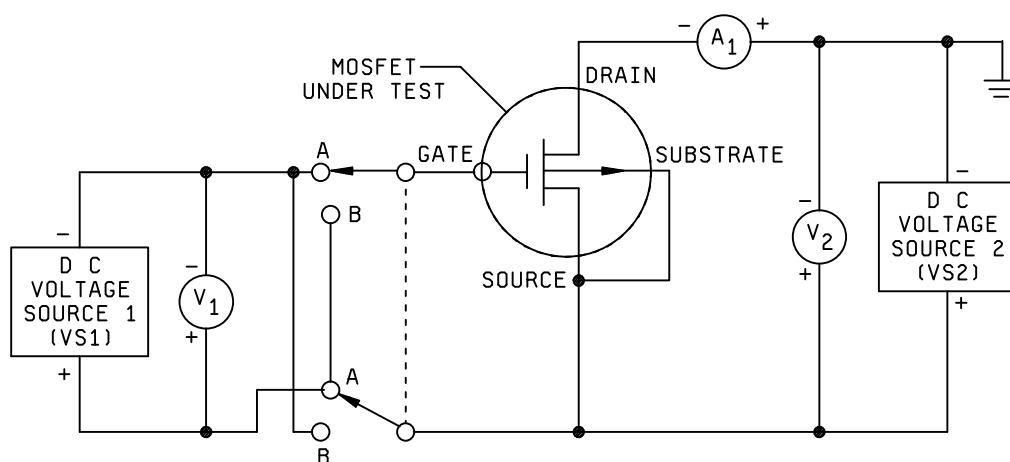 - A1 +
MOSFET
UNDER TEST
DRAIN
A
GATE
SUBSTRATE
B
-
D C
VOLTAGE
SOURCE 1
(VS1)
+
-
V1
+
SOURCE
-
V2
+
-
D C
VOLTAGE
SOURCE 2
(VS2)
+
A
B